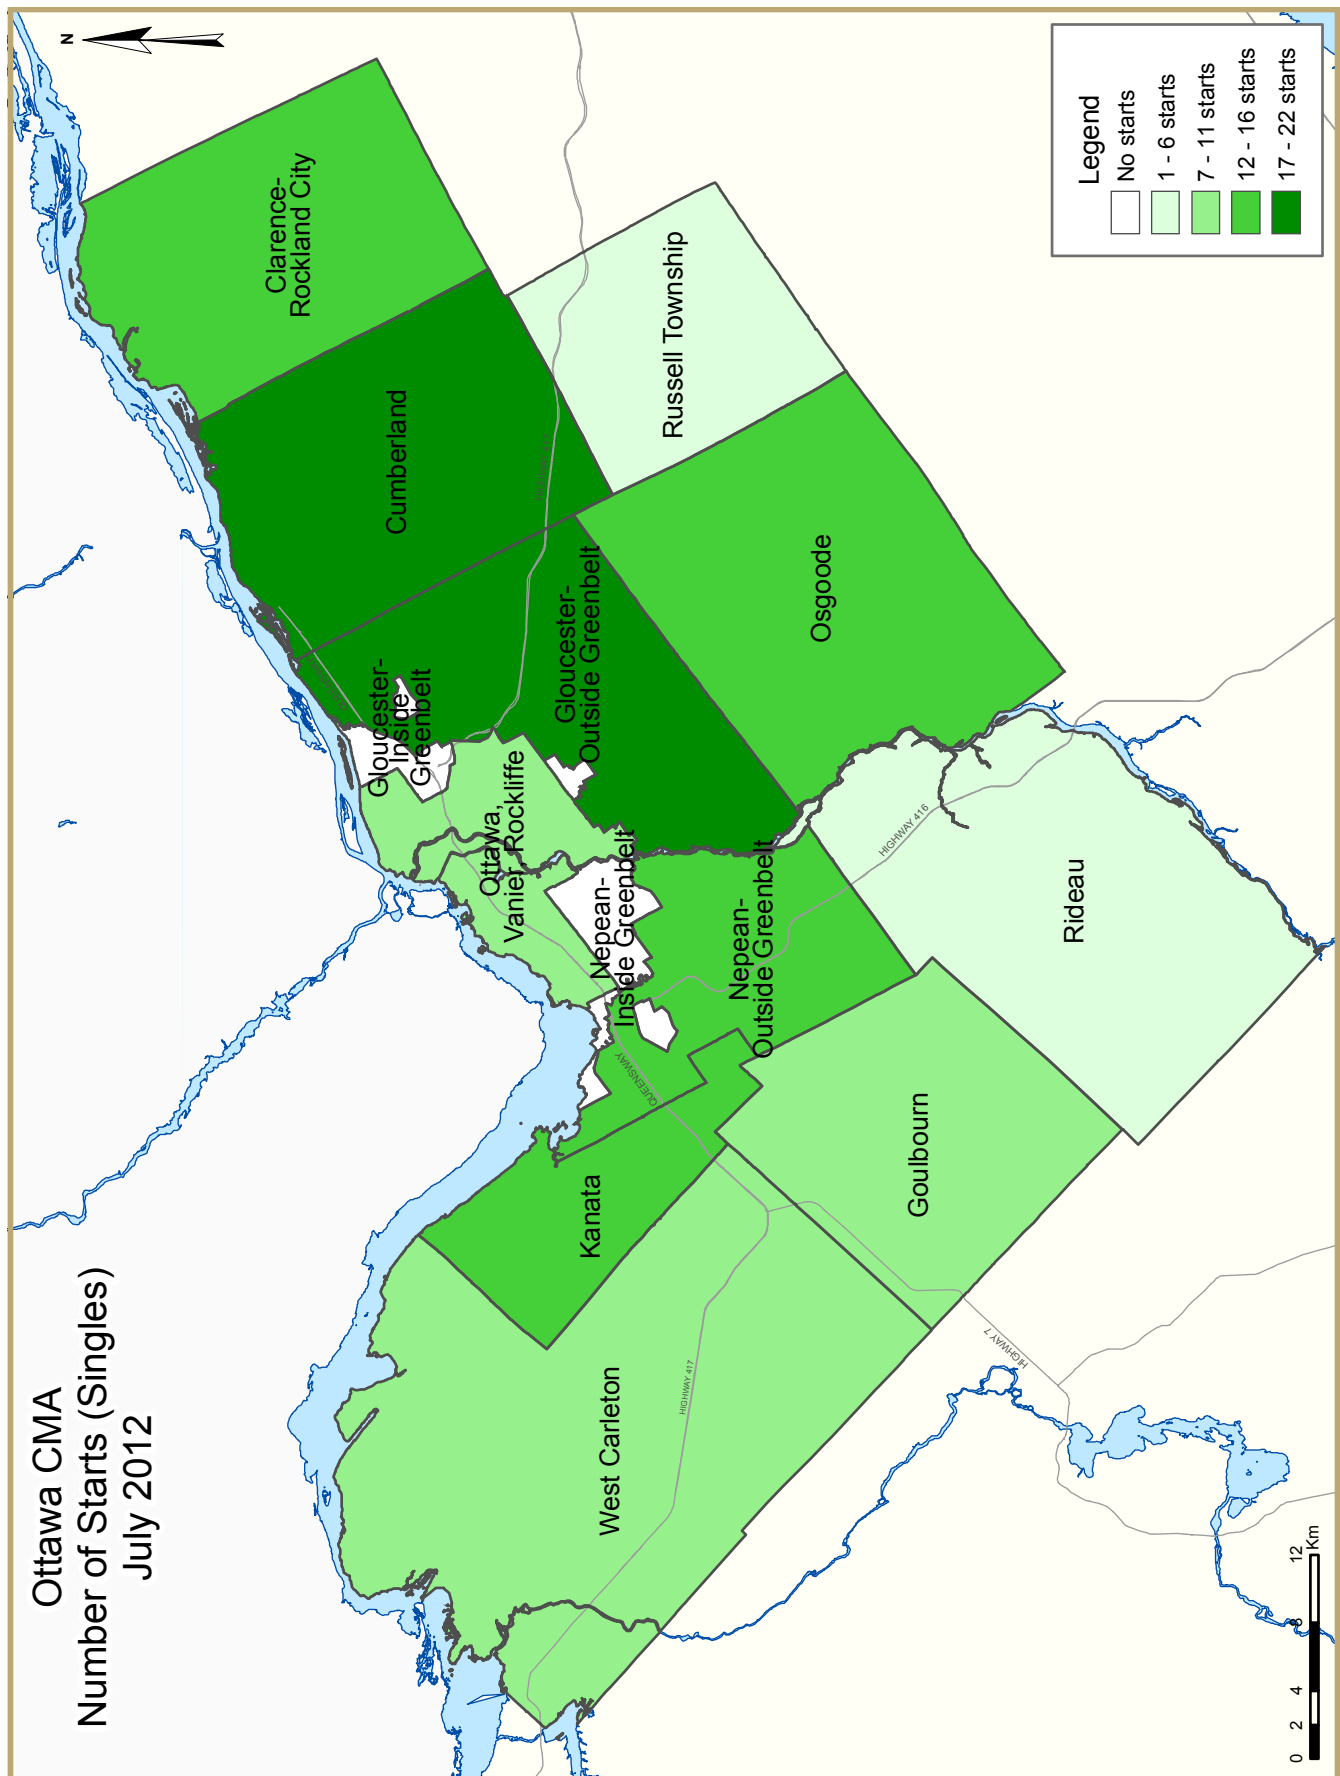 Ottawa CMA
Number of Starts (Singles)
July 2012
N
Clarence-
Rockland City
Cumberland
Russell Township
Gloucester-
Inside
Greenbelt
Gloucester-
Outside Greenbelt
Osgoode
Ottawa,
Vanier, Rockliffe
Nepean-
Inside Greenbelt
Nepean-
Outside Greenbelt
Rideau
Kanata
Goulbourn
West Carleton
QUEENSWAY
HIGHWAY 416
HIGHWAY 417
HIGHWAY 7
Legend
No starts
1 - 6 starts
7 - 11 starts
12 - 16 starts
17 - 22 starts
0 2 4 8 12
Km